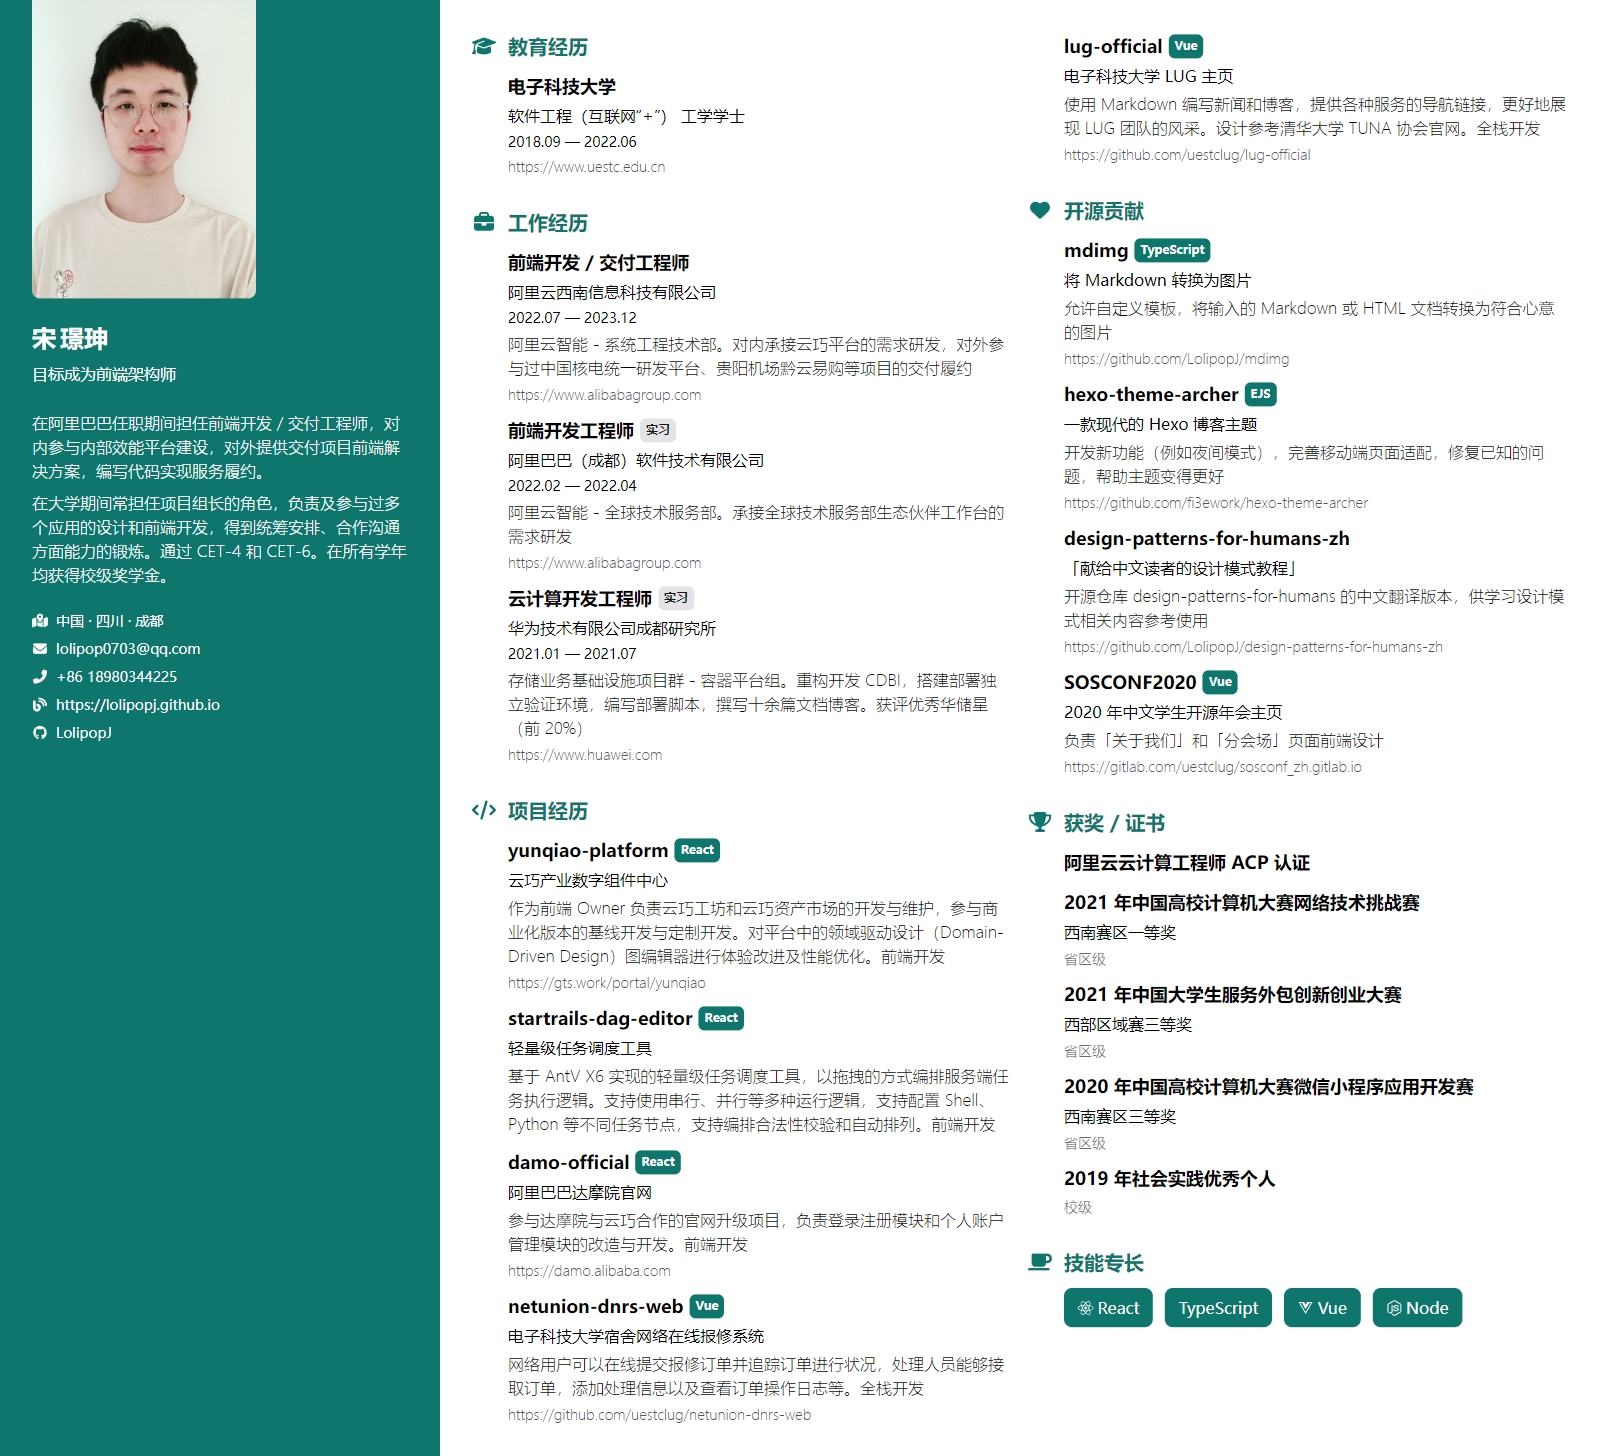 宋璟珅
目标成为前端架构师
在阿里巴巴任职期间担任前端开发 / 交付工程师，对
内参与内部效能平台建设，对外提供交付项目前端解
决方案，编写代码实现服务履约。
在大学期间常担任项目组长的角色，负责及参与过多
个应用的设计和前端开发，得到统筹安排、合作沟通
方面能力的锻炼。通过 CET-4 和 CET-6。在所有学年
均获得校级奖学金。
中国 · 四川 · 成都
lolipop0703@qq.com
+86 18980344225
https://lolipopj.github.io
LolipopJ
教育经历
电子科技大学
软件工程（互联网“+”） 工学学士
2018.09 — 2022.06
https://www.uestc.edu.cn
工作经历
前端开发 / 交付工程师
阿里云西南信息科技有限公司
2022.07 — 2023.12
阿里云智能 - 系统工程技术部。对内承接云巧平台的需求研发，对外参
与过中国核电统一研发平台、贵阳机场黔云易购等项目的交付履约
https://www.alibabagroup.com
前端开发工程师 实习
阿里巴巴（成都）软件技术有限公司
2022.02 — 2022.04
阿里云智能 - 全球技术服务部。承接全球技术服务部生态伙伴工作台的
需求研发
https://www.alibabagroup.com
云计算开发工程师 实习
华为技术有限公司成都研究所
2021.01 — 2021.07
存储业务基础设施项目群 - 容器平台组。重构开发 CDBI，搭建部署独
立验证环境，编写部署脚本，撰写十余篇文档博客。获评优秀华储星
（前 20%）
https://www.huawei.com
项目经历
yunqiao-platform React
云巧产业数字组件中心
作为前端 Owner 负责云巧工坊和云巧资产市场的开发与维护，参与商
业化版本的基线开发与定制开发。对平台中的领域驱动设计（Domain-
Driven Design）图编辑器进行体验改进及性能优化。前端开发
https://gts.work/portal/yunqiao
startrails-dag-editor React
轻量级任务调度工具
基于 AntV X6 实现的轻量级任务调度工具，以拖拽的方式编排服务端任
务执行逻辑。支持使用串行、并行等多种运行逻辑，支持配置 Shell、
Python 等不同任务节点，支持编排合法性校验和自动排列。前端开发
damo-official React
阿里巴巴达摩院官网
参与达摩院与云巧合作的官网升级项目，负责登录注册模块和个人账户
管理模块的改造与开发。前端开发
https://damo.alibaba.com
netunion-dnrs-web Vue
电子科技大学宿舍网络在线报修系统
网络用户可以在线提交报修订单并追踪订单进行状况，处理人员能够接
取订单，添加处理信息以及查看订单操作日志等。全栈开发
https://github.com/uestclug/netunion-dnrs-web
lug-official Vue
电子科技大学 LUG 主页
使用 Markdown 编写新闻和博客，提供各种服务的导航链接，更好地展
现 LUG 团队的风采。设计参考清华大学 TUNA 协会官网。全栈开发
https://github.com/uestclug/lug-official
开源贡献
mdimg TypeScript
将 Markdown 转换为图片
允许自定义模板，将输入的 Markdown 或 HTML 文档转换为符合心意
的图片
https://github.com/LolipopJ/mdimg
hexo-theme-archer EJS
一款现代的 Hexo 博客主题
开发新功能（例如夜间模式），完善移动端页面适配，修复已知的问
题，帮助主题变得更好
https://github.com/fi3ework/hexo-theme-archer
design-patterns-for-humans-zh
「献给中文读者的设计模式教程」
开源仓库 design-patterns-for-humans 的中文翻译版本，供学习设计模
式相关内容参考使用
https://github.com/LolipopJ/design-patterns-for-humans-zh
SOSCONF2020 Vue
2020 年中文学生开源年会主页
负责「关于我们」和「分会场」页面前端设计
https://gitlab.com/uestclug/sosconf_zh.gitlab.io
获奖 / 证书
阿里云云计算工程师 ACP 认证
2021 年中国高校计算机大赛网络技术挑战赛
西南赛区一等奖
省区级
2021 年中国大学生服务外包创新创业大赛
西部区域赛三等奖
省区级
2020 年中国高校计算机大赛微信小程序应用开发赛
西南赛区三等奖
省区级
2019 年社会实践优秀个人
校级
技能专长
React TypeScript Vue Node